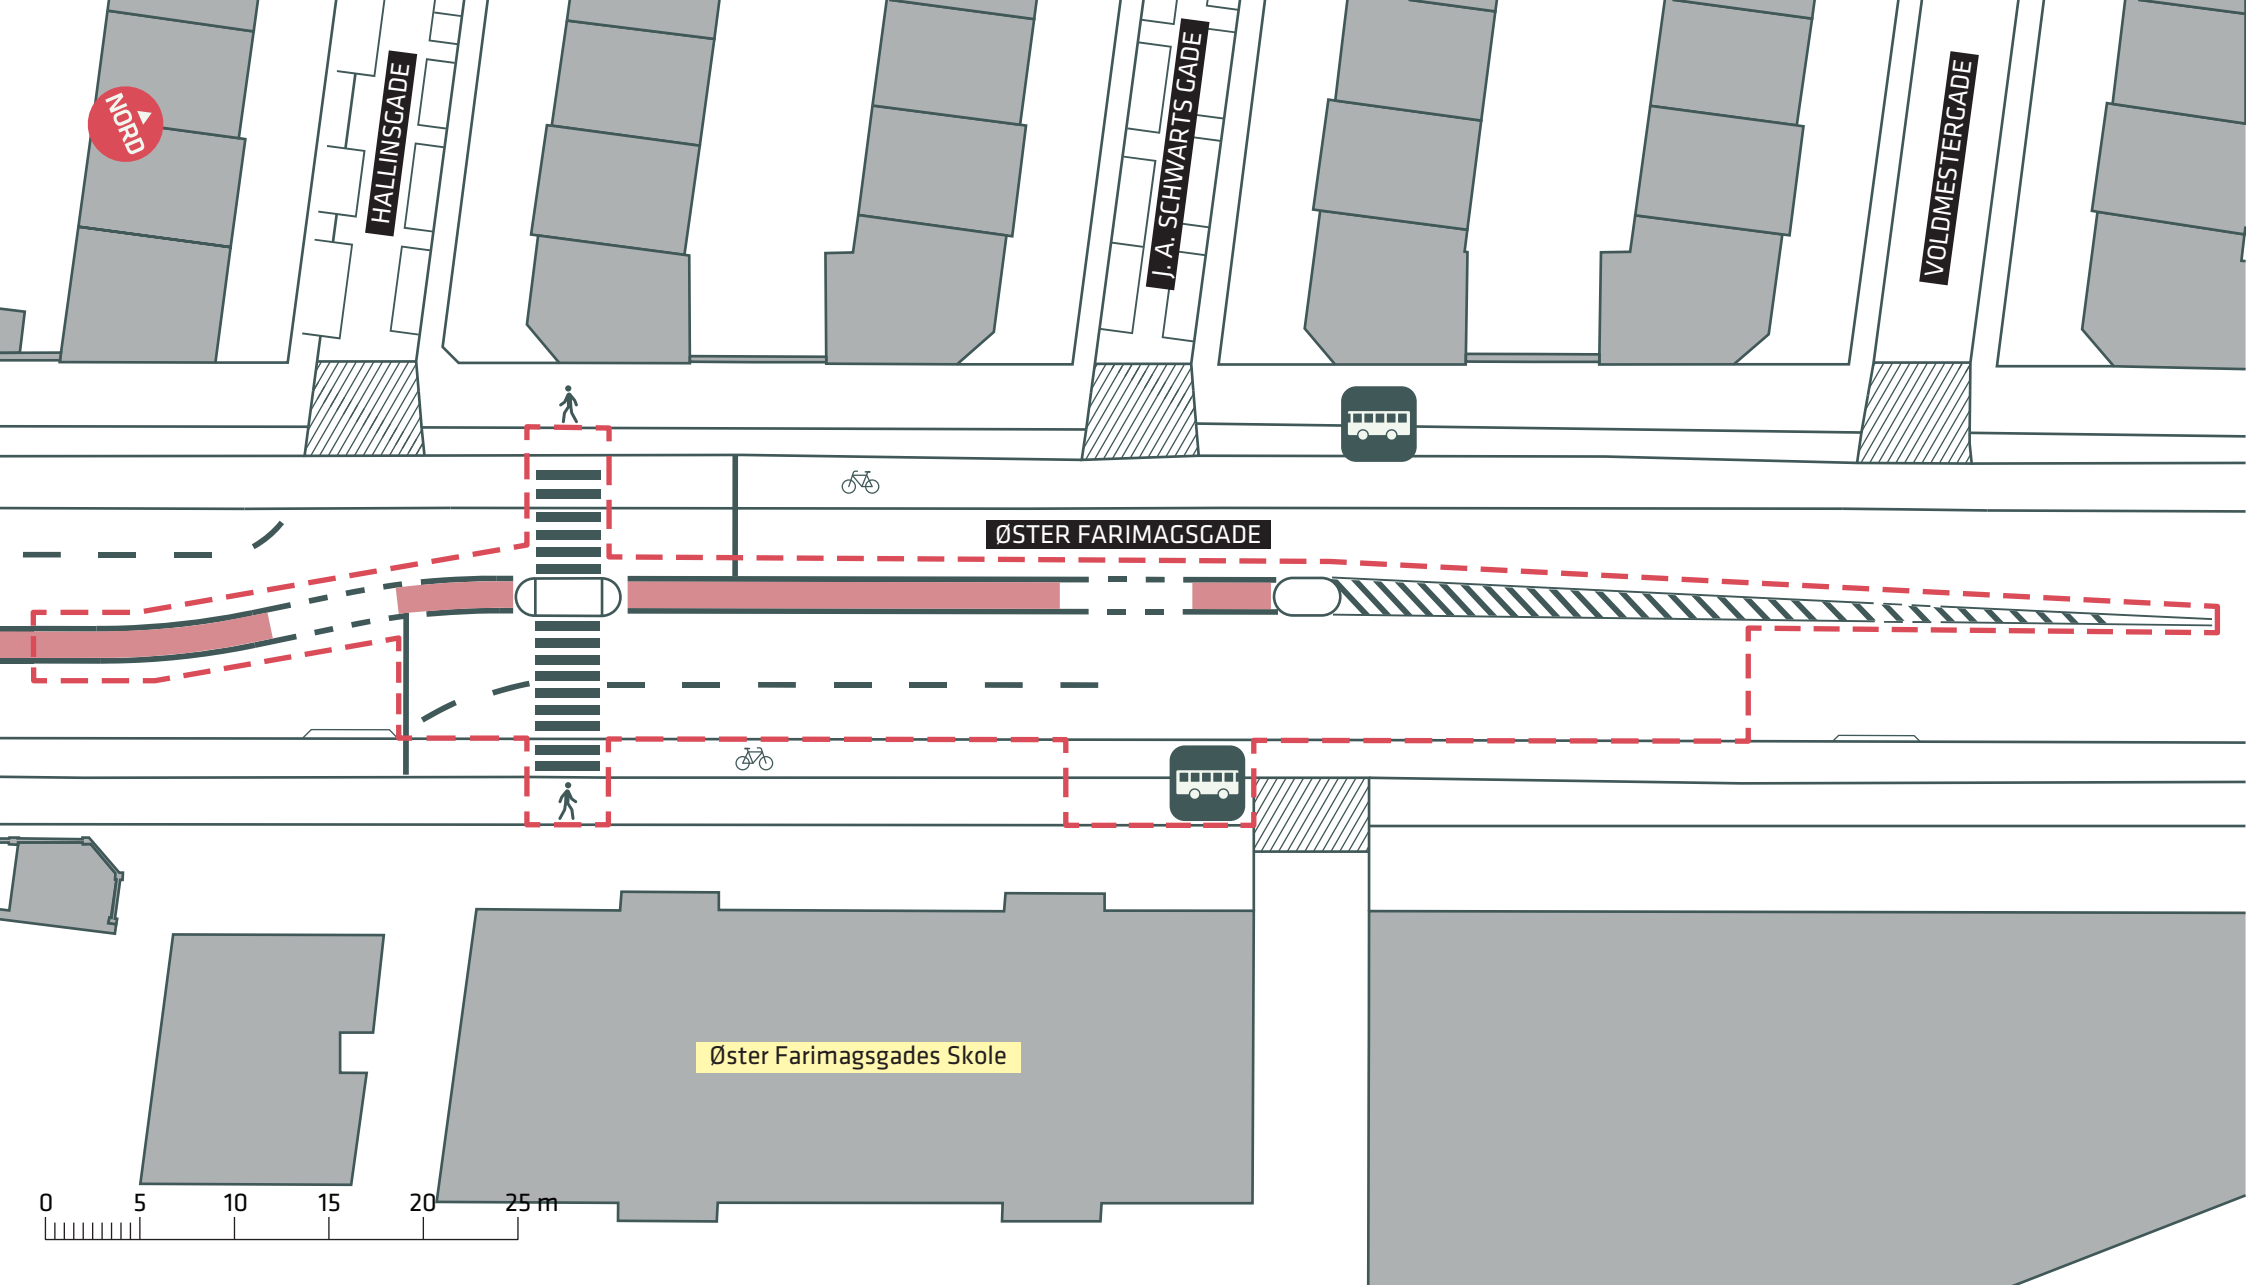 NORD
HALLINSGADE
J. A. SCHWARTS GADE
VOLDMESTERGADE
ØSTER FARIMAGSGADE
Øster Farimagsgades Skole
0 5 10 15 20 25 m